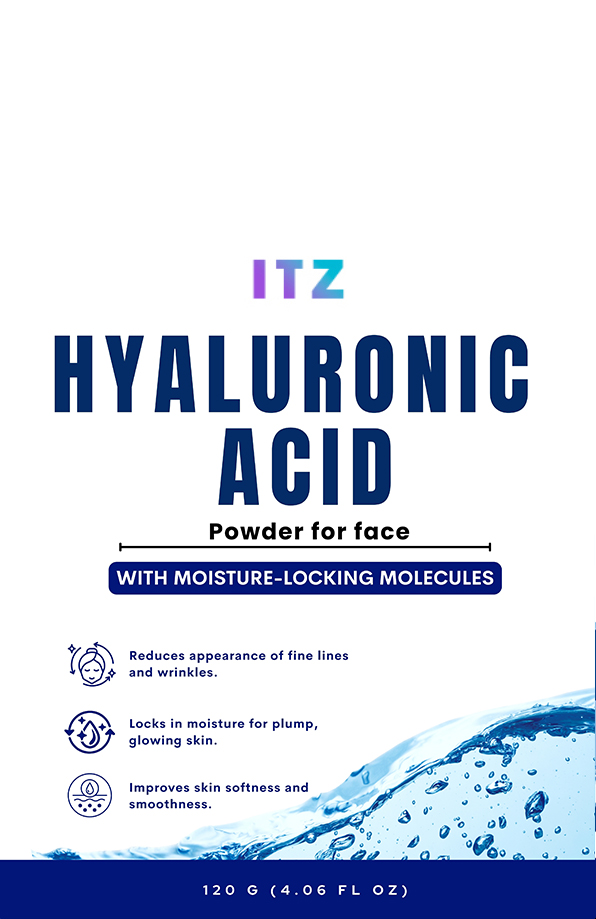 ITZ
HYALURONIC
ACID
Powder for face
WITH MOISTURE-LOCKING MOLECULES
Reduces appearance of fine lines
and wrinkles.
Locks in moisture for plump,
glowing skin.
Improves skin softness and
smoothness.
120 G (4.06 FL OZ)